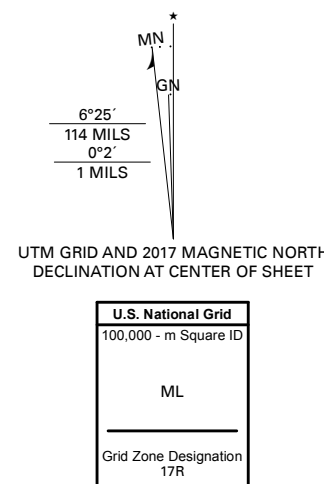 ★
MN
GN
6°25´
114 MILS
0°2´
1 MILS
UTM GRID AND 2017 MAGNETIC NORTH
DECLINATION AT CENTER OF SHEET
U.S. National Grid
100,000 - m Square ID
ML
Grid Zone Designation
17R